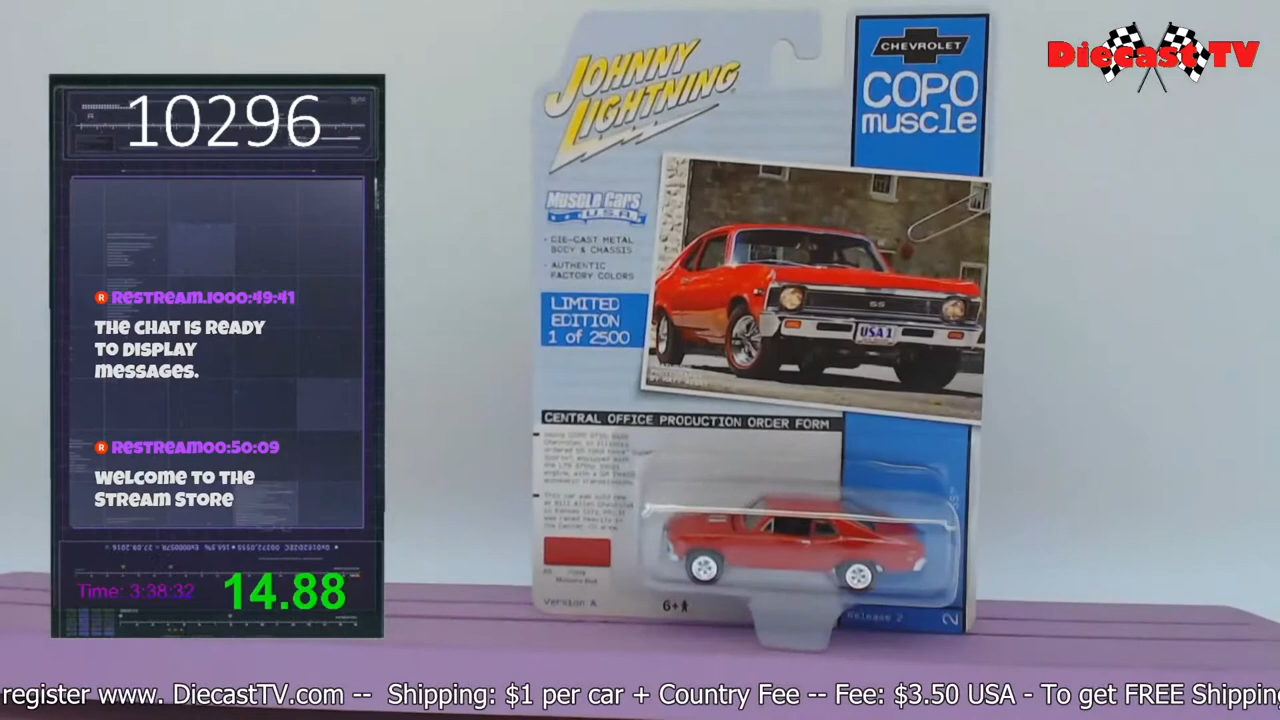 10296
Restream.10 00:49:41
THE CHAT IS READY
TO DISPLAY
messages.
Restream 00:50:09
WELCOME TO THE
STREAM STORE
Time: 3:38:32
14.88
JOHNNY
LIGHTNING
CHEVROLET
COPO
muscle
Muscle Cars
U.S.A
- DIE-CAST METAL
BODY & CHASSIS
- AUTHENTIC
FACTORY COLORS
LIMITED
EDITION
1 of 2500
SS
USA 1
CENTRAL OFFICE PRODUCTION ORDER FORM
Version A
6+
Release 2
2
Diecast TV
register www. DiecastTV.com -- Shipping: $1 per car + Country Fee -- Fee: $3.50 USA - To get FREE Shipping